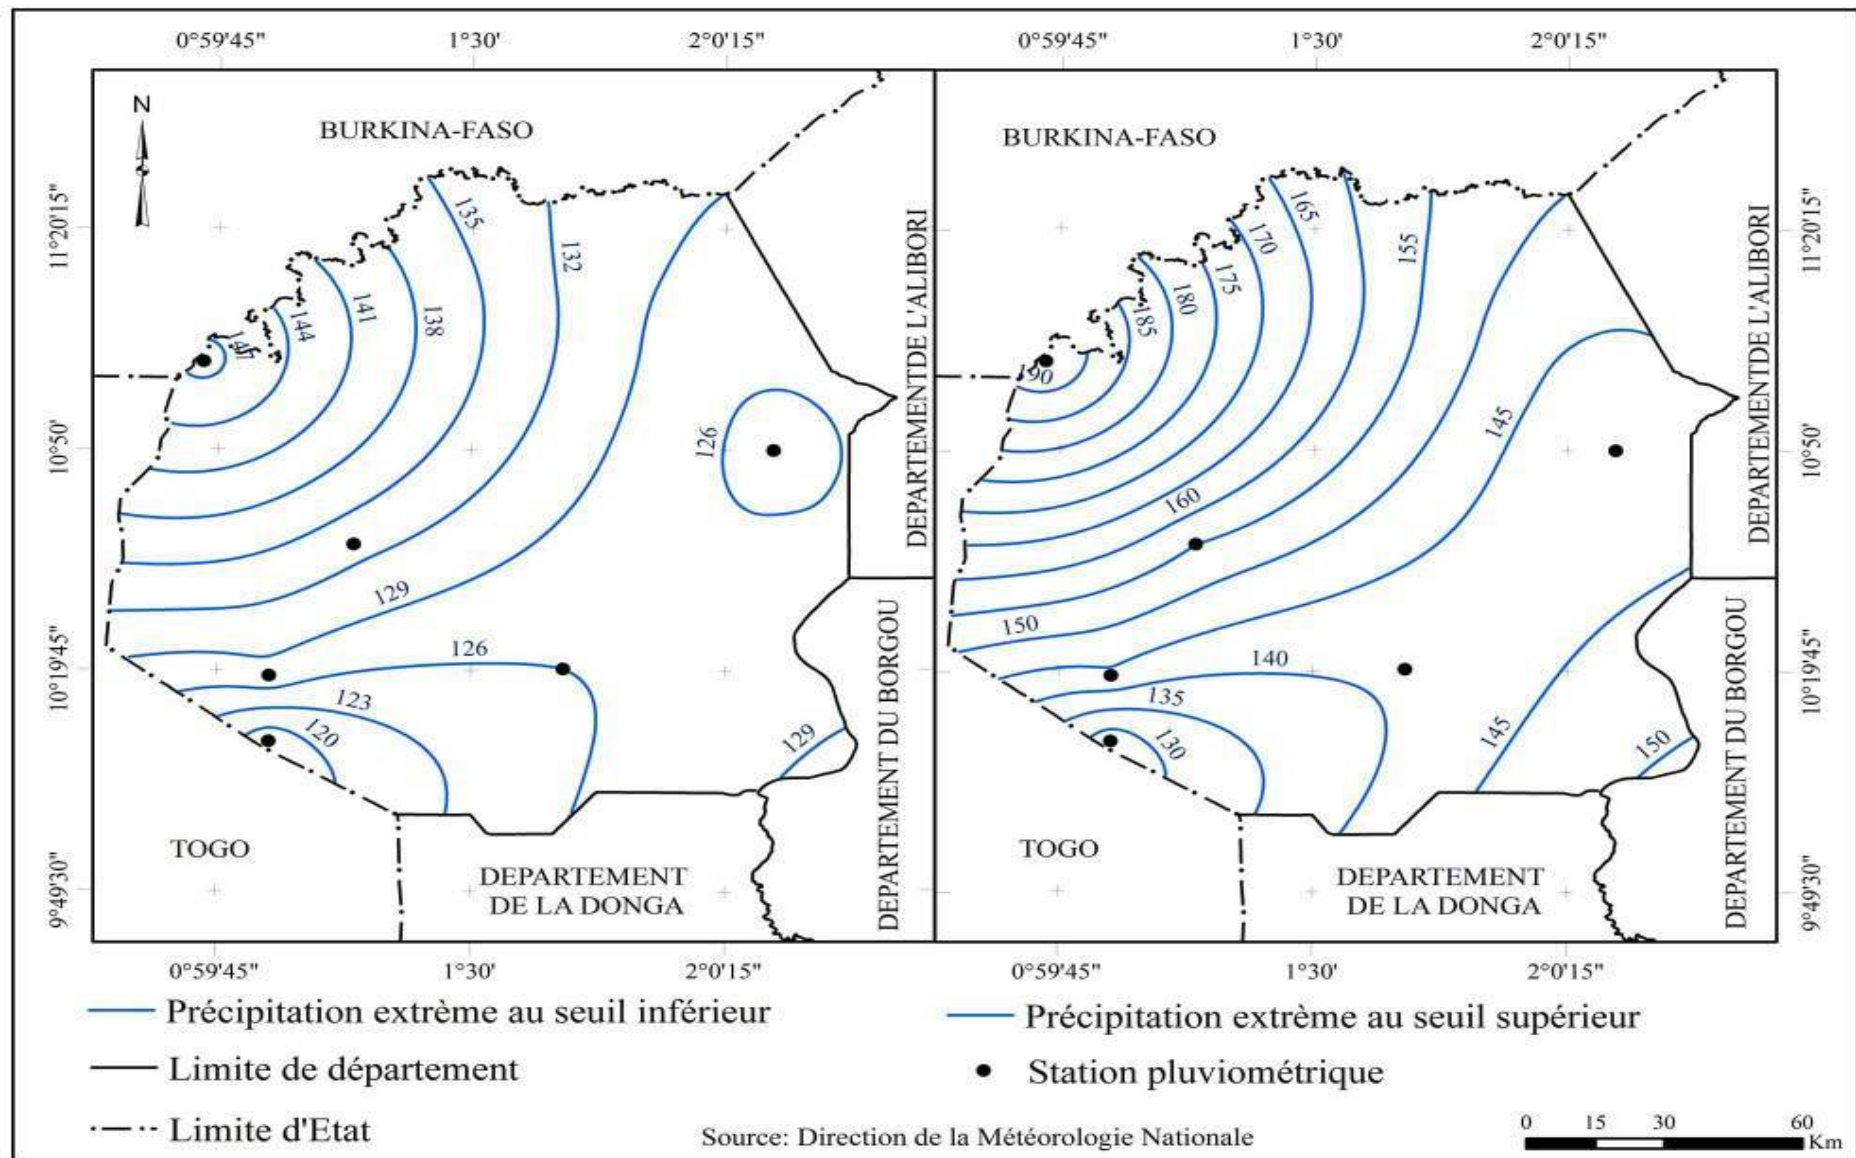 0°59'45" 1°30' 2°0'15" 0°59'45" 1°30' 2°0'15"
N
BURKINA-FASO
BURKINA-FASO
11°20'15"
10°50'
10°19'45"
9°49'30"
135
132
141
138
144
147
126
129
126
123
120
129
DEPARTEMENTDE L'ALIBORI
DEPARTEMENT DU BORGOU
TOGO
DEPARTEMENT
DE LA DONGA
165
170
155
175
180
185
190
145
160
150
140
135
130
145
150
DEPARTEMENTDE L'ALIBORI
DEPARTEMENT DU BORGOU
TOGO
DEPARTEMENT
DE LA DONGA
11°20'15"
10°50'
10°19'45"
9°49'30"
0°59'45" 1°30' 2°0'15" 0°59'45" 1°30' 2°0'15"
Précipitation extrème au seuil inférieur
Précipitation extrème au seuil supérieur
Limite de département
Station pluviométrique
Limite d'Etat
Source: Direction de la Météorologie Nationale
0 15 30 60
Km